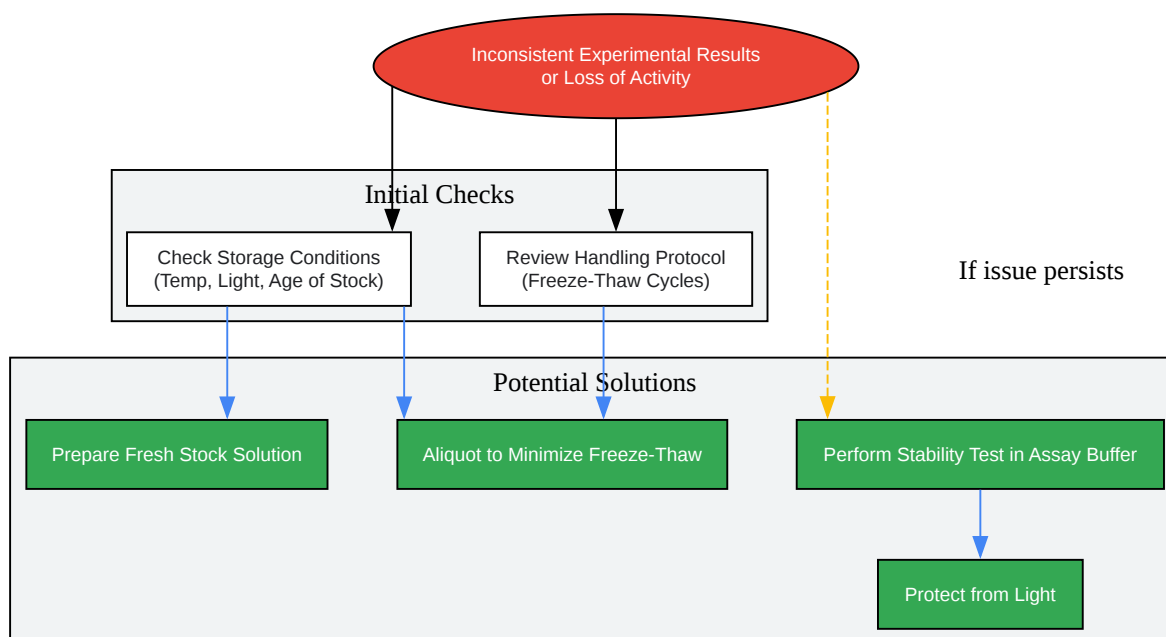 Inconsistent Experimental Results
or Loss of Activity
Initial Checks
Check Storage Conditions
(Temp, Light, Age of Stock)
Review Handling Protocol
(Freeze-Thaw Cycles)
If issue persists
Potential Solutions
Prepare Fresh Stock Solution
Aliquot to Minimize Freeze-Thaw
Perform Stability Test in Assay Buffer
Protect from Light